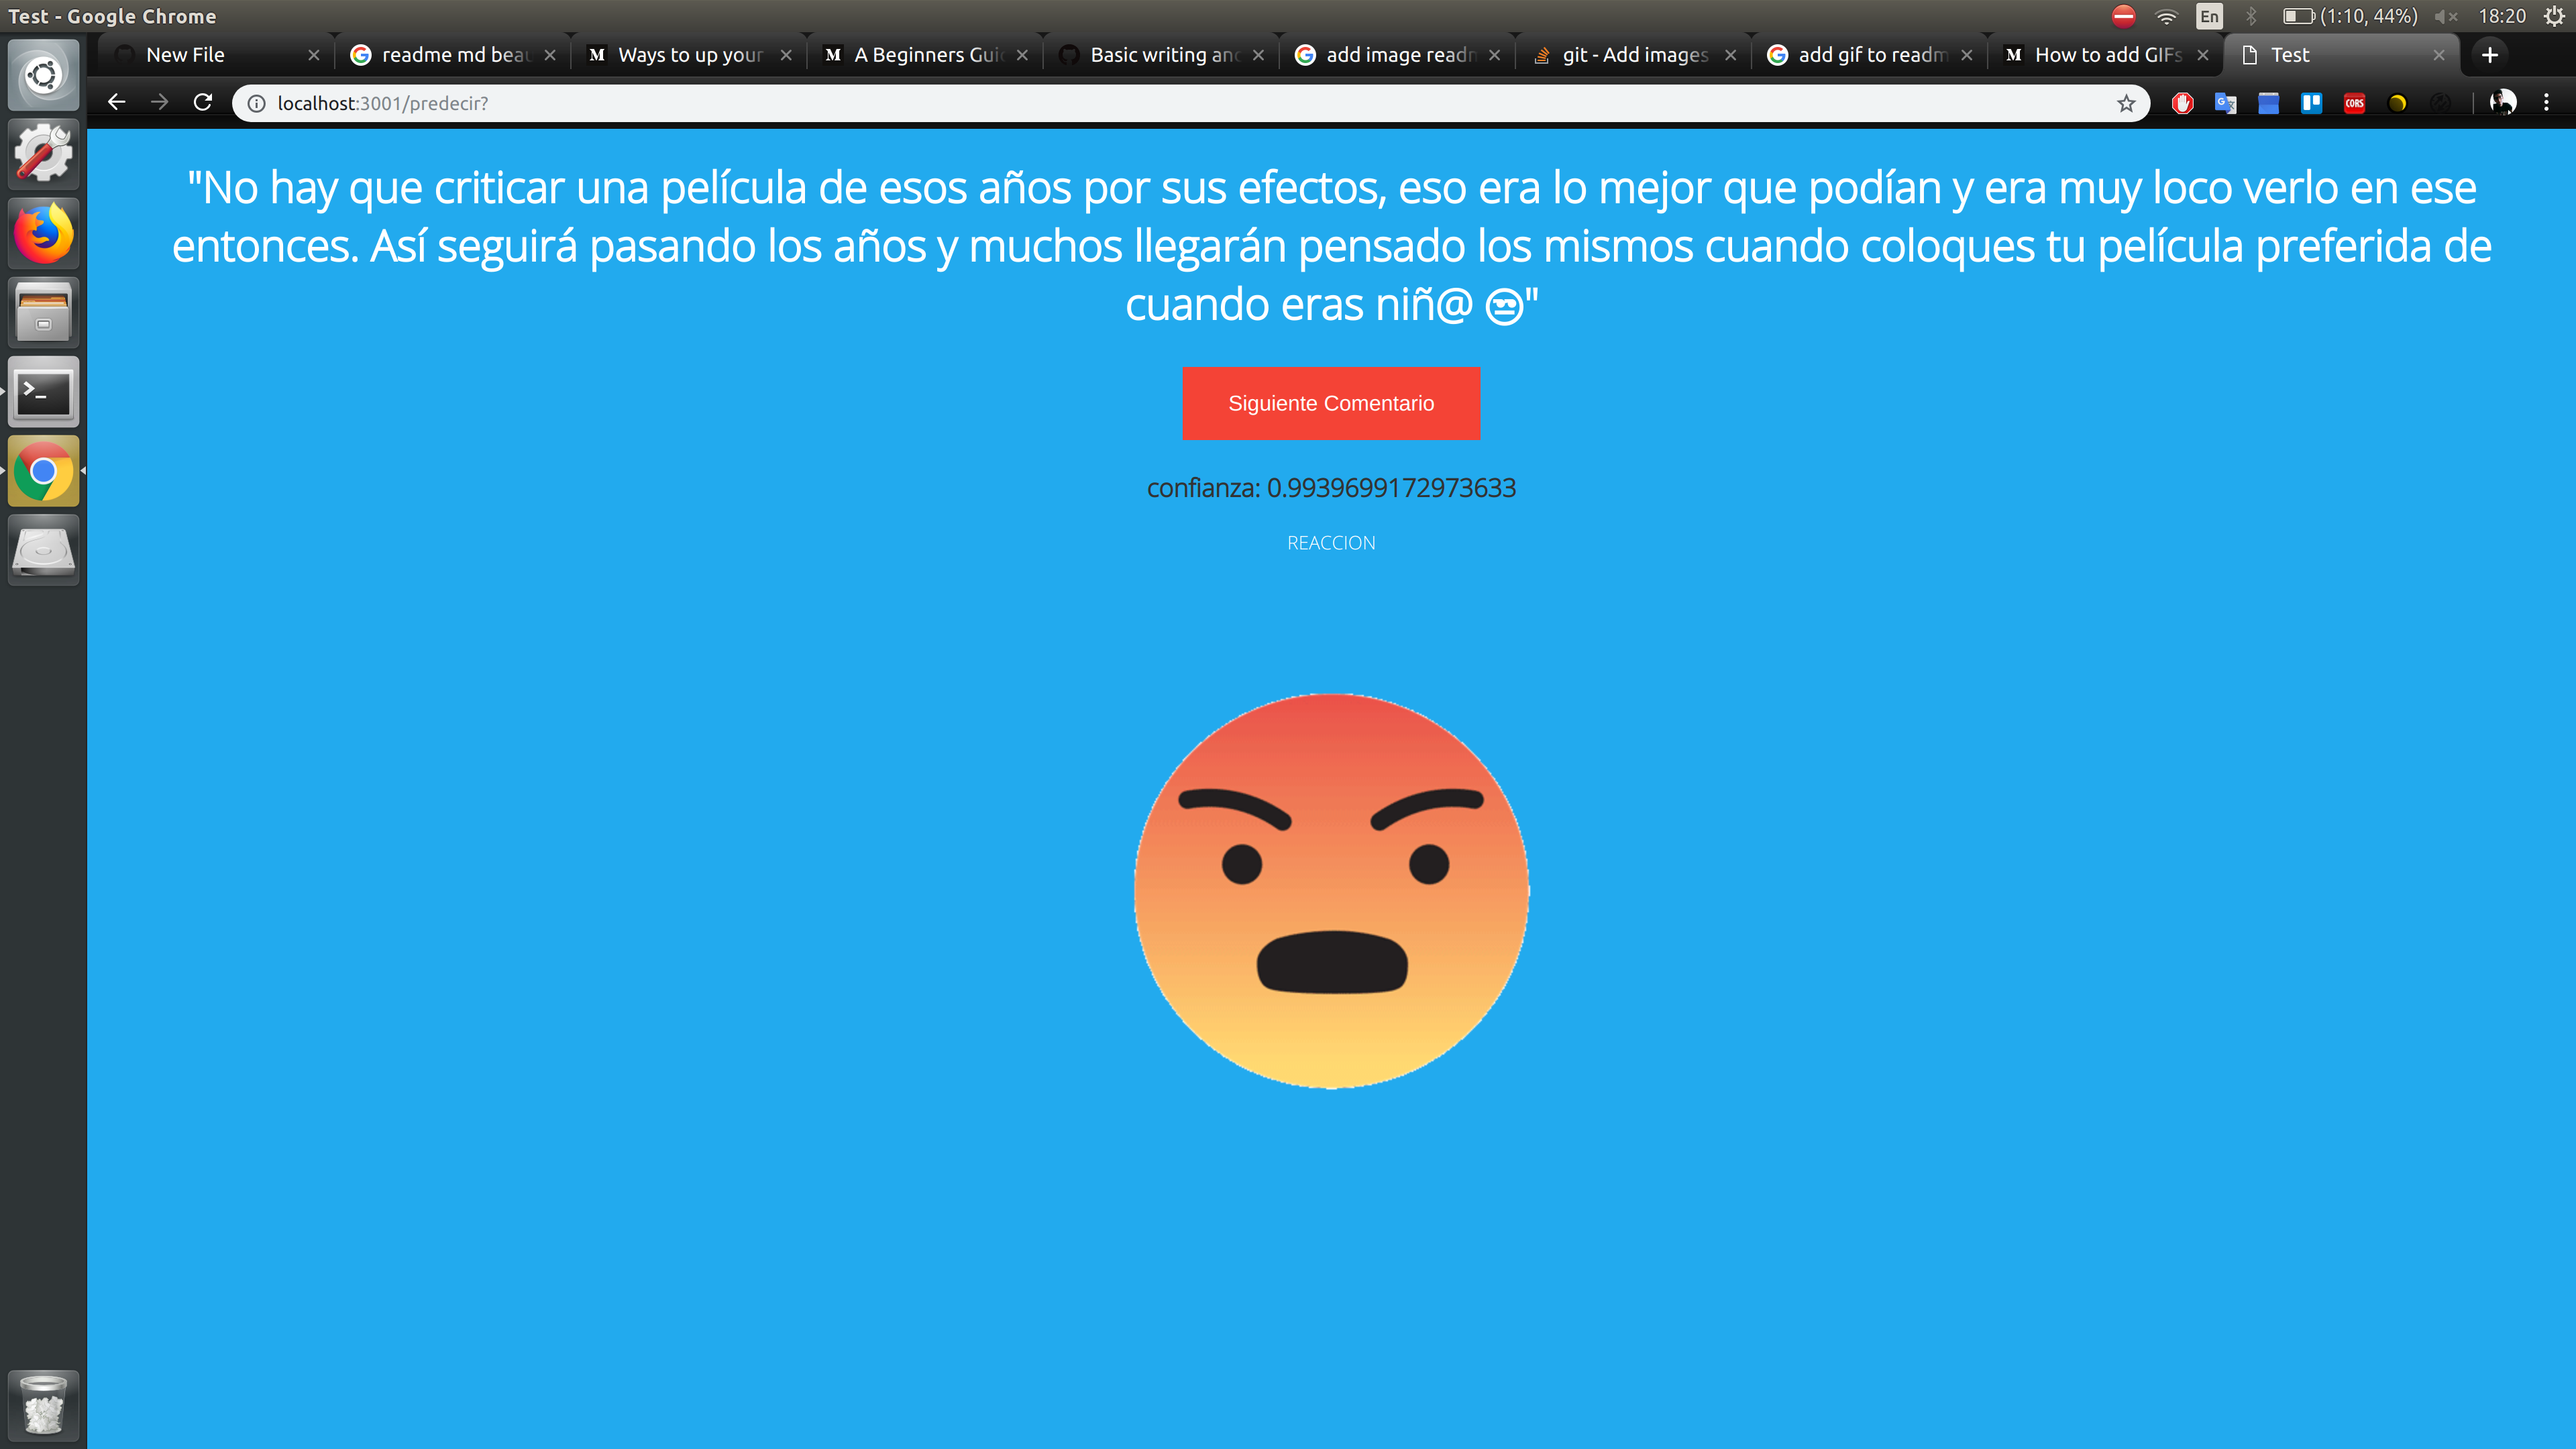 Test - Google Chrome
En
(1:10, 44%)
18:20
New File
readme md beau
Ways to up your
A Beginners Guid
Basic writing and
add image readm
git - Add images
add gif to readm
How to add GIFs
Test
localhost:3001/predecir?
CORS
"No hay que criticar una película de esos años por sus efectos, eso era lo mejor que podían y era muy loco verlo en ese
entonces. Así seguirá pasando los años y muchos llegarán pensado los mismos cuando coloques tu película preferida de
cuando eras niñ@ 😒"
Siguiente Comentario
confianza: 0.9939699172973633
REACCION